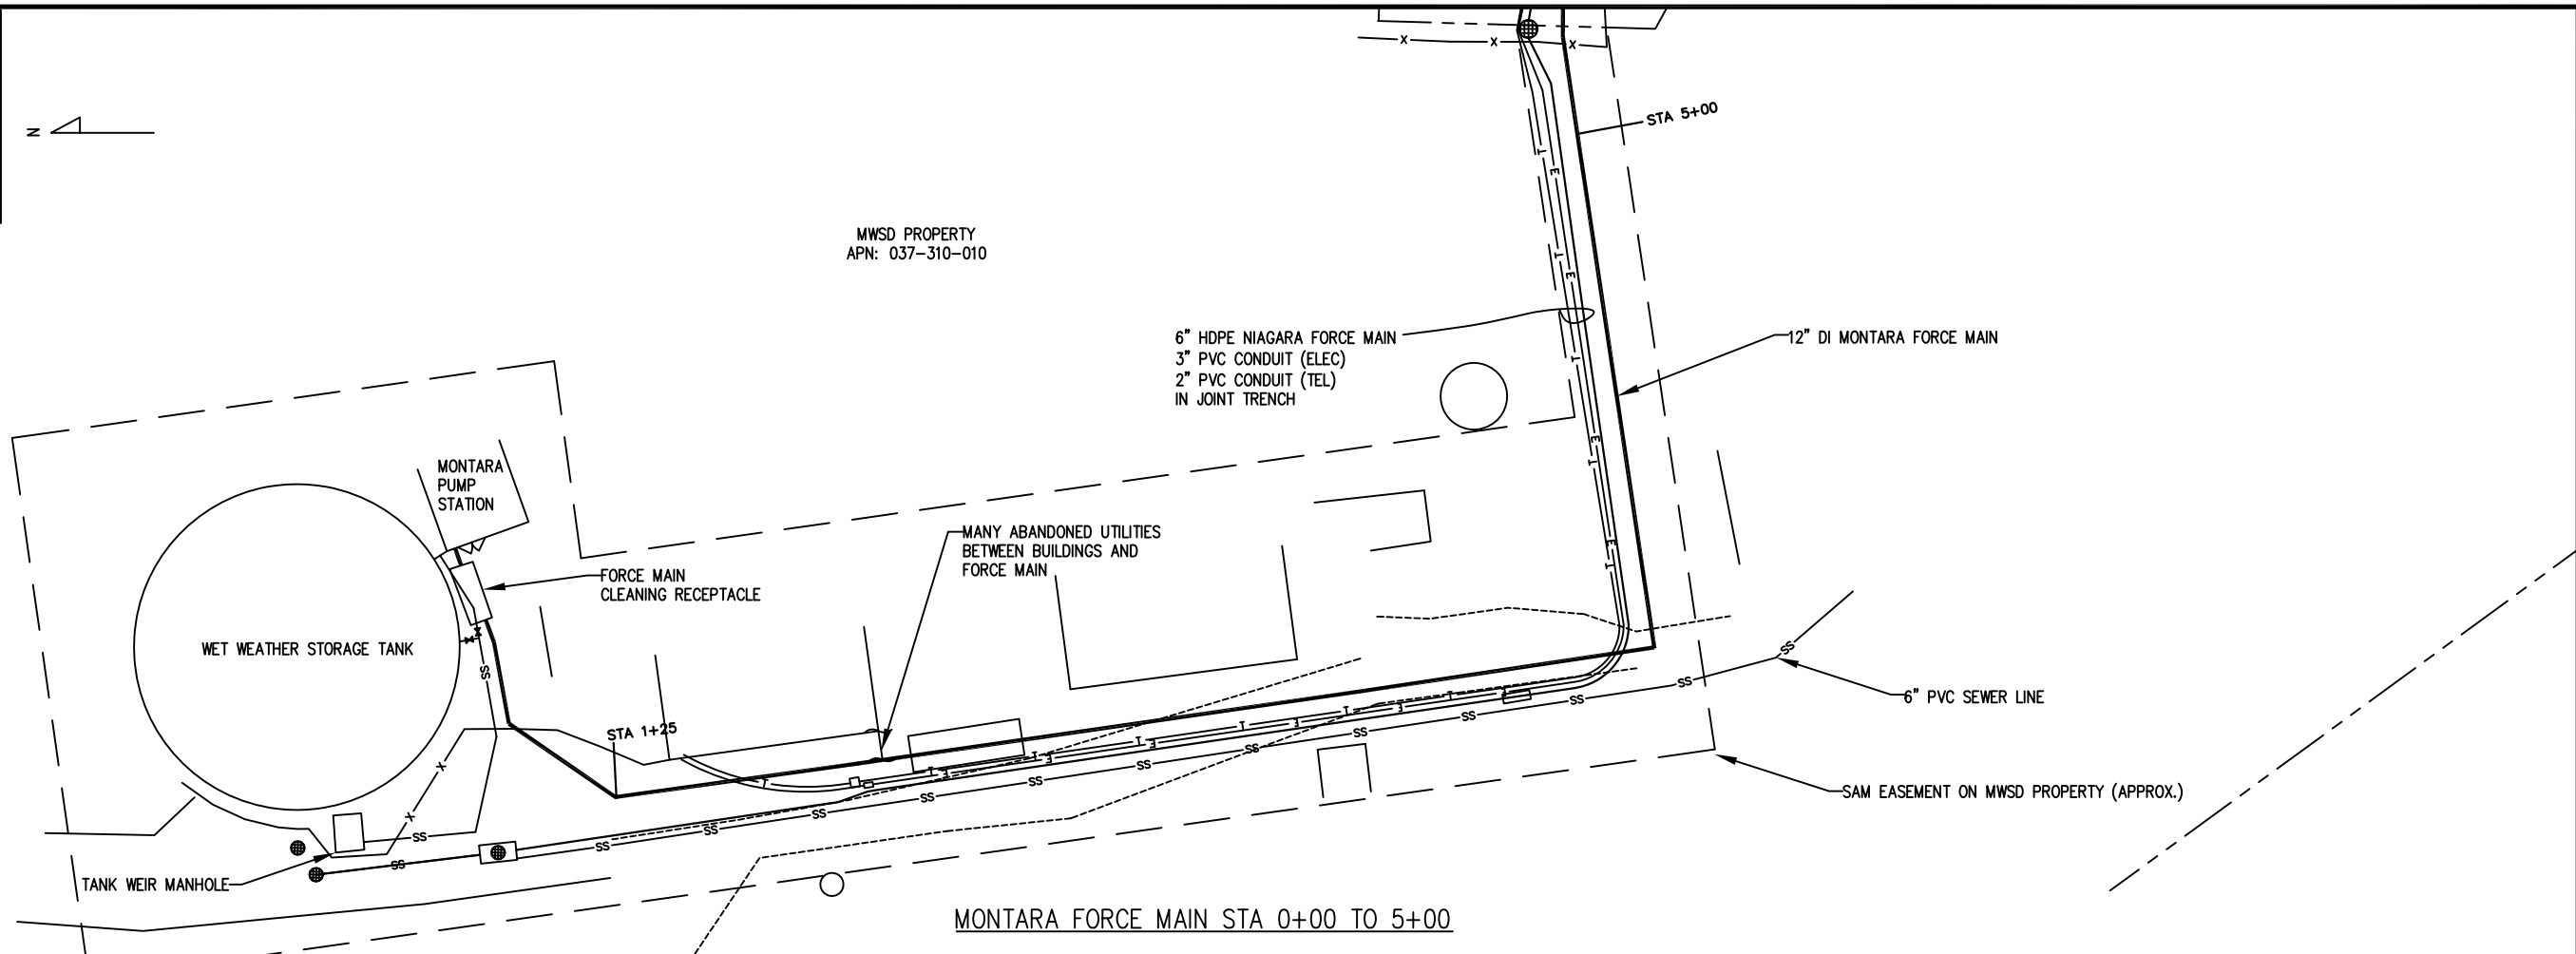 N
STA 5+00
MWSD PROPERTY
APN: 037-310-010
6" HDPE NIAGARA FORCE MAIN
3" PVC CONDUIT (ELEC)
2" PVC CONDUIT (TEL)
IN JOINT TRENCH
12" DI MONTARA FORCE MAIN
MONTARA
PUMP
STATION
MANY ABANDONED UTILITIES
BETWEEN BUILDINGS AND
FORCE MAIN
FORCE MAIN
CLEANING RECEPTACLE
WET WEATHER STORAGE TANK
6" PVC SEWER LINE
STA 1+25
SAM EASEMENT ON MWSD PROPERTY (APPROX.)
TANK WEIR MANHOLE
MONTARA FORCE MAIN STA 0+00 TO 5+00